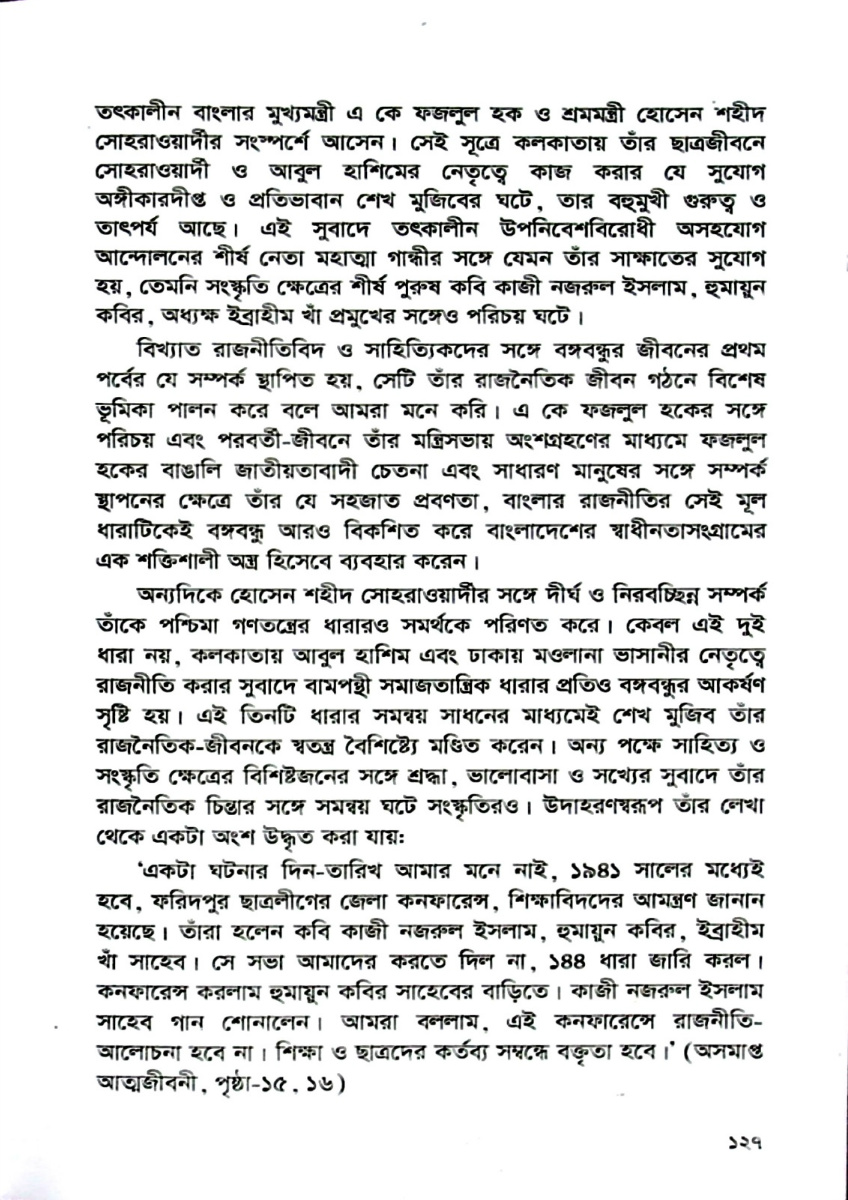 তৎকালীন বাংলার মুখ্যমন্ত্রী এ কে ফজলুল হক ও শ্রমমন্ত্রী হোসেন শহীদ
সোহরাওয়ার্দীর সংস্পর্শে আসেন। সেই সূত্রে কলকাতায় তাঁর ছাত্রজীবনে
সোহরাওয়ার্দী ও আবুল হাশিমের নেতৃত্বে কাজ করার যে সুযোগ
অঙ্গীকারদীপ্ত ও প্রতিভাবান শেখ মুজিবের ঘটে, তার বহুমুখী গুরুত্ব ও
তাৎপর্য আছে। এই সুবাদে তৎকালীন উপনিবেশবিরোধী অসহযোগ
আন্দোলনের শীর্ষ নেতা মহাত্মা গান্ধীর সঙ্গে যেমন তাঁর সাক্ষাতের সুযোগ
হয়, তেমনি সংস্কৃতি ক্ষেত্রের শীর্ষ পুরুষ কবি কাজী নজরুল ইসলাম, হুমায়ুন
কবির, অধ্যক্ষ ইব্রাহীম খাঁ প্রমুখের সঙ্গেও পরিচয় ঘটে।
বিখ্যাত রাজনীতিবিদ ও সাহিত্যিকদের সঙ্গে বঙ্গবন্ধুর জীবনের প্রথম
পর্বের যে সম্পর্ক স্থাপিত হয়, সেটি তাঁর রাজনৈতিক জীবন গঠনে বিশেষ
ভূমিকা পালন করে বলে আমরা মনে করি। এ কে ফজলুল হকের সঙ্গে
পরিচয় এবং পরবর্তী-জীবনে তাঁর মন্ত্রিসভায় অংশগ্রহণের মাধ্যমে ফজলুল
হকের বাঙালি জাতীয়তাবাদী চেতনা এবং সাধারণ মানুষের সঙ্গে সম্পর্ক
স্থাপনের ক্ষেত্রে তাঁর যে সহজাত প্রবণতা, বাংলার রাজনীতির সেই মূল
ধারাটিকেই বঙ্গবন্ধু আরও বিকশিত করে বাংলাদেশের স্বাধীনতাসংগ্রামের
এক শক্তিশালী অস্ত্র হিসেবে ব্যবহার করেন।
অন্যদিকে হোসেন শহীদ সোহরাওয়ার্দীর সঙ্গে দীর্ঘ ও নিরবচ্ছিন্ন সম্পর্ক
তাঁকে পশ্চিমা গণতন্ত্রের ধারারও সমর্থকে পরিণত করে। কেবল এই দুই
ধারা নয়, কলকাতায় আবুল হাশিম এবং ঢাকায় মওলানা ভাসানীর নেতৃত্বে
রাজনীতি করার সুবাদে বামপন্থী সমাজতান্ত্রিক ধারার প্রতিও বঙ্গবন্ধুর আকর্ষণ
সৃষ্টি হয়। এই তিনটি ধারার সমন্বয় সাধনের মাধ্যমেই শেখ মুজিব তাঁর
রাজনৈতিক-জীবনকে স্বতন্ত্র বৈশিষ্ট্যে মণ্ডিত করেন। অন্য পক্ষে সাহিত্য ও
সংস্কৃতি ক্ষেত্রের বিশিষ্টজনের সঙ্গে শ্রদ্ধা, ভালোবাসা ও সখ্যের সুবাদে তাঁর
রাজনৈতিক চিন্তার সঙ্গে সমন্বয় ঘটে সংস্কৃতিরও। উদাহরণস্বরূপ তাঁর লেখা
থেকে একটা অংশ উদ্ধৃত করা যায়ঃ
'একটা ঘটনার দিন-তারিখ আমার মনে নাই, ১৯৪১ সালের মধ্যেই
হবে, ফরিদপুর ছাত্রলীগের জেলা কনফারেন্স, শিক্ষাবিদদের আমন্ত্রণ জানান
হয়েছে। তাঁরা হলেন কবি কাজী নজরুল ইসলাম, হুমায়ুন কবির, ইব্রাহীম
খাঁ সাহেব। সে সভা আমাদের করতে দিল না, ১৪৪ ধারা জারি করল।
কনফারেন্স করলাম হুমায়ুন কবির সাহেবের বাড়িতে। কাজী নজরুল ইসলাম
সাহেব গান শোনালেন। আমরা বললাম, এই কনফারেন্সে রাজনীতি-
আলোচনা হবে না। শিক্ষা ও ছাত্রদের কর্তব্য সম্বন্ধে বক্তৃতা হবে।' (অসমাপ্ত
আত্মজীবনী, পৃষ্ঠা-১৫, ১৬)
১২৭